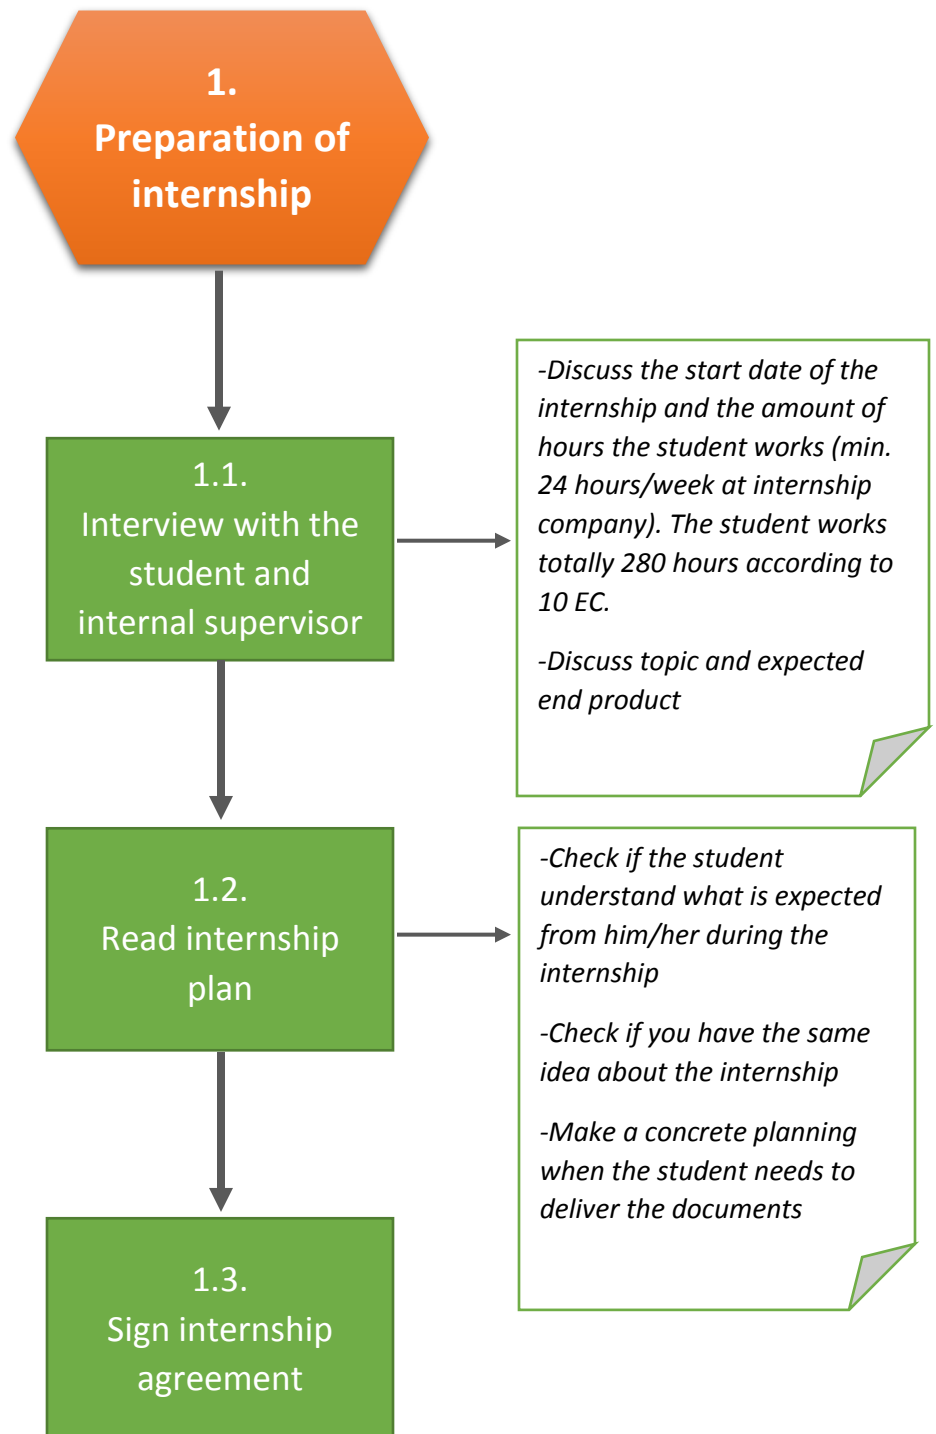 1.
Preparation of
internship
1.1.
Interview with the
student and
internal supervisor
-Discuss the start date of the
internship and the amount of
hours the student works (min.
24 hours/week at internship
company). The student works
totally 280 hours according to
10 EC.
-Discuss topic and expected
end product
1.2.
Read internship
plan
-Check if the student
understand what is expected
from him/her during the
internship
-Check if you have the same
idea about the internship
-Make a concrete planning
when the student needs to
deliver the documents
1.3.
Sign internship
agreement